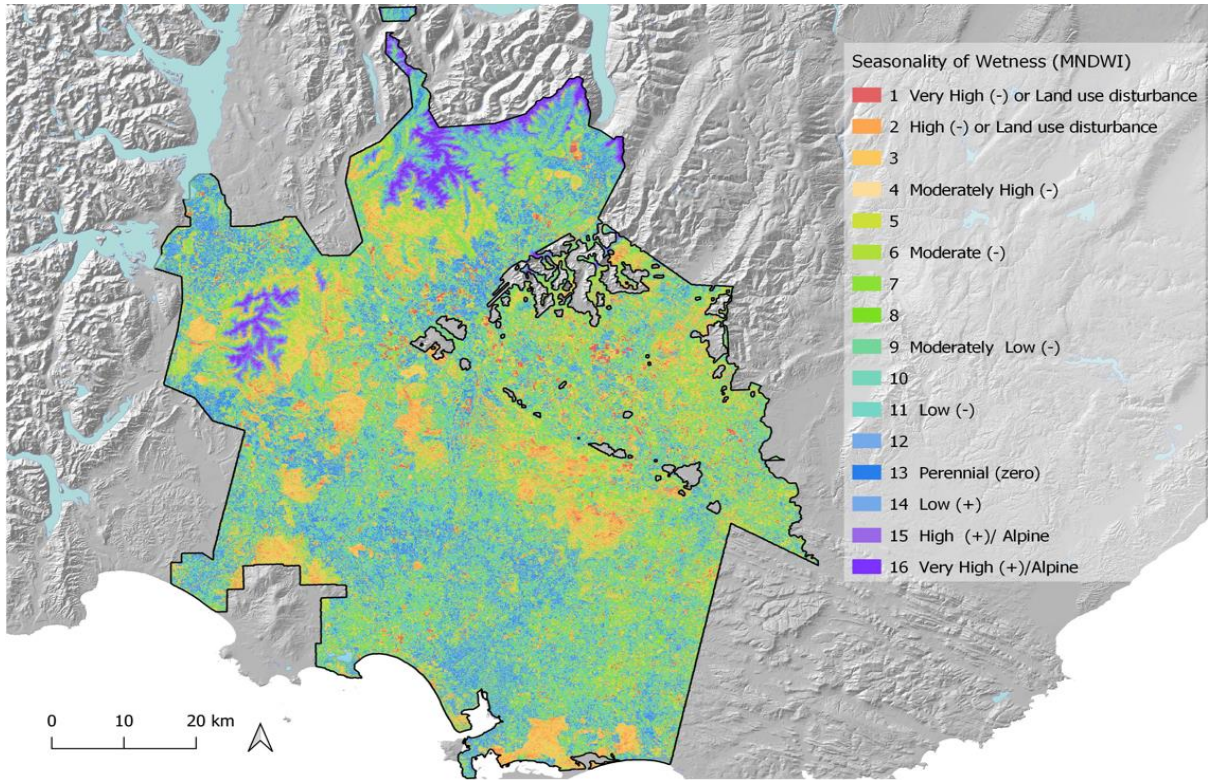 Seasonality of Wetness (MNDWI)
1 Very High (-) or Land use disturbance
2 High (-) or Land use disturbance
3
4 Moderately High (-)
5
6 Moderate (-)
7
8
9 Moderately Low (-)
10
11 Low (-)
12
13 Perennial (zero)
14 Low (+)
15 High (+)/ Alpine
16 Very High (+)/Alpine
0 10 20 km